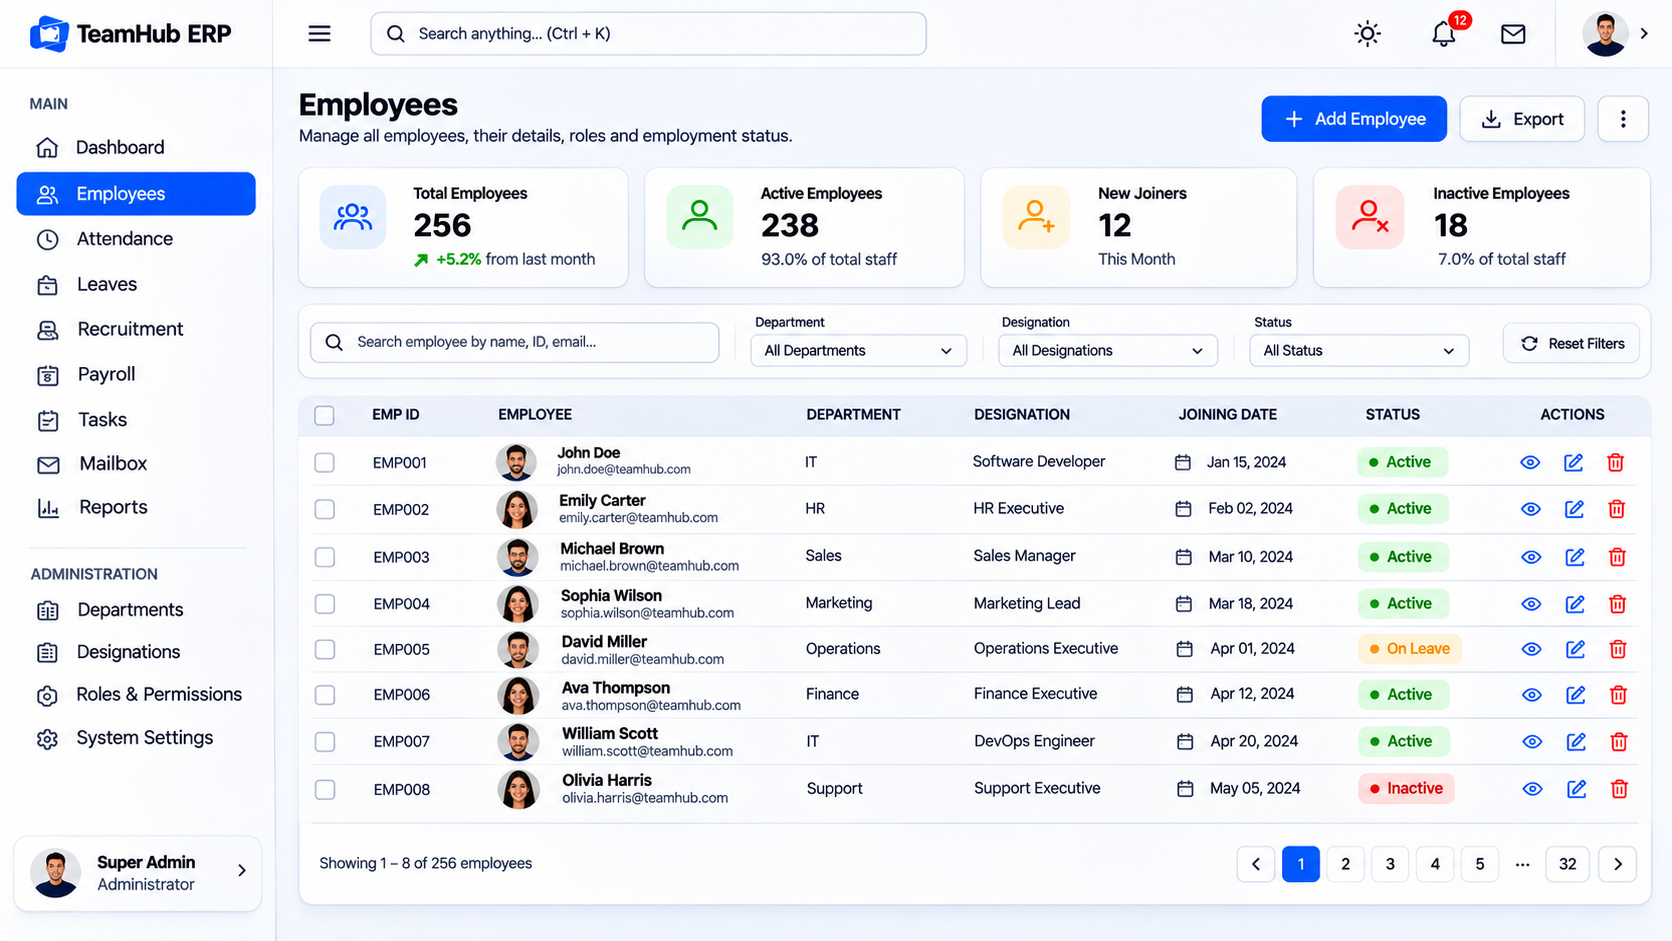 TeamHub ERP
Search anything... (Ctrl + K)
12
MAIN
Dashboard
Employees
Attendance
Leaves
Recruitment
Payroll
Tasks
Mailbox
Reports
ADMINISTRATION
Departments
Designations
Roles & Permissions
System Settings
Super Admin
Administrator
Employees
Manage all employees, their details, roles and employment status.
Add Employee
Export
Total Employees
256
+5.2% from last month
Active Employees
238
93.0% of total staff
New Joiners
12
This Month
Inactive Employees
18
7.0% of total staff
Search employee by name, ID, email...
Department
All Departments
Designation
All Designations
Status
All Status
Reset Filters
EMP ID EMPLOYEE DEPARTMENT DESIGNATION JOINING DATE STATUS ACTIONS
EMP001 John Doe IT Software Developer Jan 15, 2024 Active
john.doe@teamhub.com
EMP002 Emily Carter HR HR Executive Feb 02, 2024 Active
emily.carter@teamhub.com
EMP003 Michael Brown Sales Sales Manager Mar 10, 2024 Active
michael.brown@teamhub.com
EMP004 Sophia Wilson Marketing Marketing Lead Mar 18, 2024 Active
sophia.wilson@teamhub.com
EMP005 David Miller Operations Operations Executive Apr 01, 2024 On Leave
david.miller@teamhub.com
EMP006 Ava Thompson Finance Finance Executive Apr 12, 2024 Active
ava.thompson@teamhub.com
EMP007 William Scott IT DevOps Engineer Apr 20, 2024 Active
william.scott@teamhub.com
EMP008 Olivia Harris Support Support Executive May 05, 2024 Inactive
olivia.harris@teamhub.com
Showing 1 – 8 of 256 employees
1 2 3 4 5 ... 32